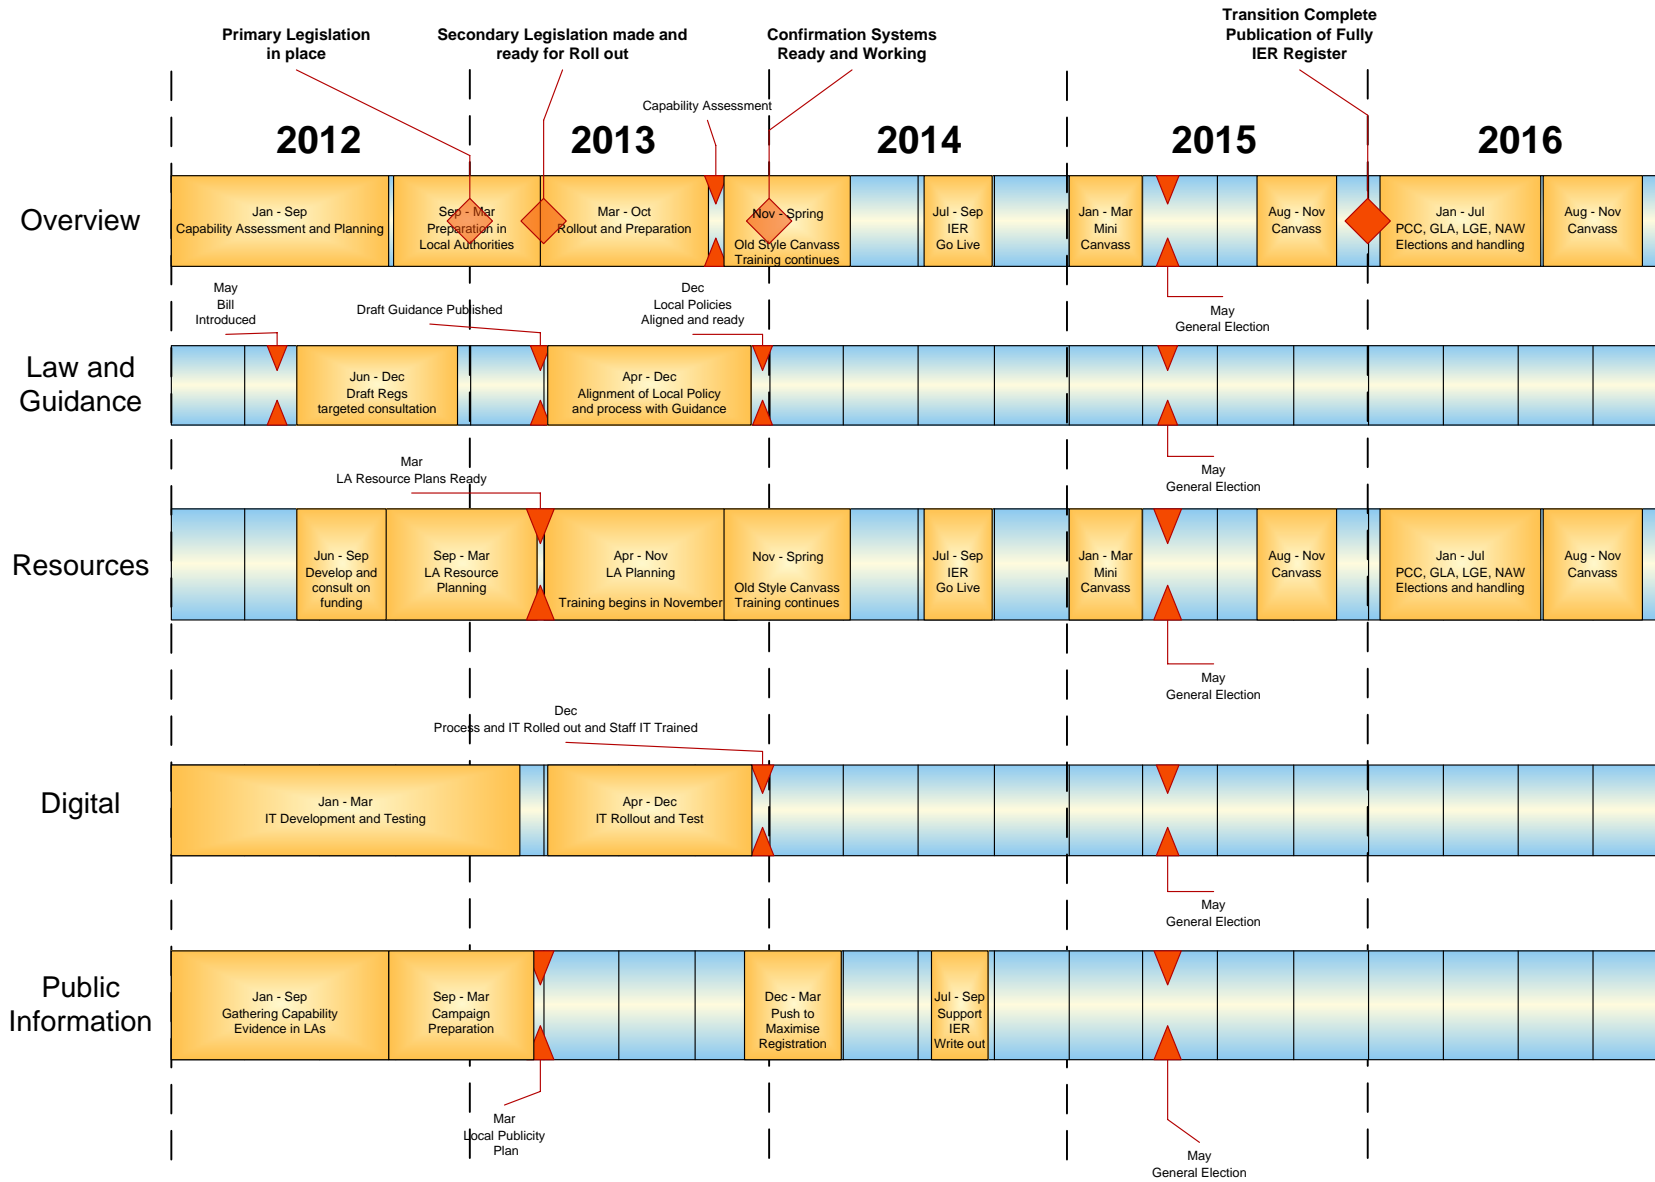 Transition Complete
Publication of Fully
IER Register
Primary Legislation
in place
Secondary Legislation made and
ready for Roll out
Confirmation Systems
Ready and Working
Capability Assessment
2012
2013
2014
2015
2016
Overview
Jan - Sep
Capability Assessment and Planning
Sep - Mar
Preparation in
Local Authorities
Mar - Oct
Rollout and Preparation
Nov - Spring
Old Style Canvass
Training continues
Jul - Sep
IER
Go Live
Jan - Mar
Mini
Canvass
Aug - Nov
Canvass
Jan - Jul
PCC, GLA, LGE, NAW
Elections and handling
Aug - Nov
Canvass
May
Bill
Introduced
Draft Guidance Published
Dec
Local Policies
Aligned and ready
May
General Election
Law and
Guidance
Jun - Dec
Draft Regs
targeted consultation
Apr - Dec
Alignment of Local Policy
and process with Guidance
May
General Election
Mar
LA Resource Plans Ready
Resources
Jun - Sep
Develop and
consult on
funding
Sep - Mar
LA Resource
Planning
Apr - Nov
LA Planning
Training begins in November
Nov - Spring
Old Style Canvass
Training continues
Jul - Sep
IER
Go Live
Jan - Mar
Mini
Canvass
Aug - Nov
Canvass
Jan - Jul
PCC, GLA, LGE, NAW
Elections and handling
Aug - Nov
Canvass
May
General Election
Dec
Process and IT Rolled out and Staff IT Trained
Digital
Jan - Mar
IT Development and Testing
Apr - Dec
IT Rollout and Test
May
General Election
Public
Information
Jan - Sep
Gathering Capability
Evidence in LAs
Sep - Mar
Campaign
Preparation
Dec - Mar
Push to
Maximise
Registration
Jul - Sep
Support
IER
Write out
Mar
Local Publicity
Plan
May
General Election